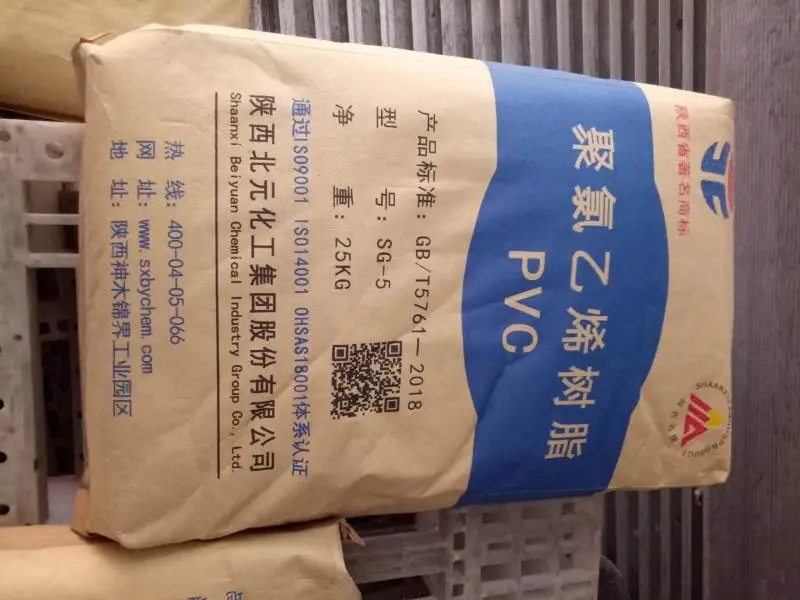 陕西省著名商标
聚氯乙烯树脂
PVC
产品标准：GB/T5761—2018
型 号：SG-5
净 重：25KG
通过ISO9001 ISO14001 OHSAS18001体系认证
陕西北元化工集团股份有限公司
Shaanxi Beiyuan Chemical Industry Group Co., Ltd.
热 线：400-04-05-066
网 址：www.sxbychem.com
地 址：陕西神木锦界工业园区